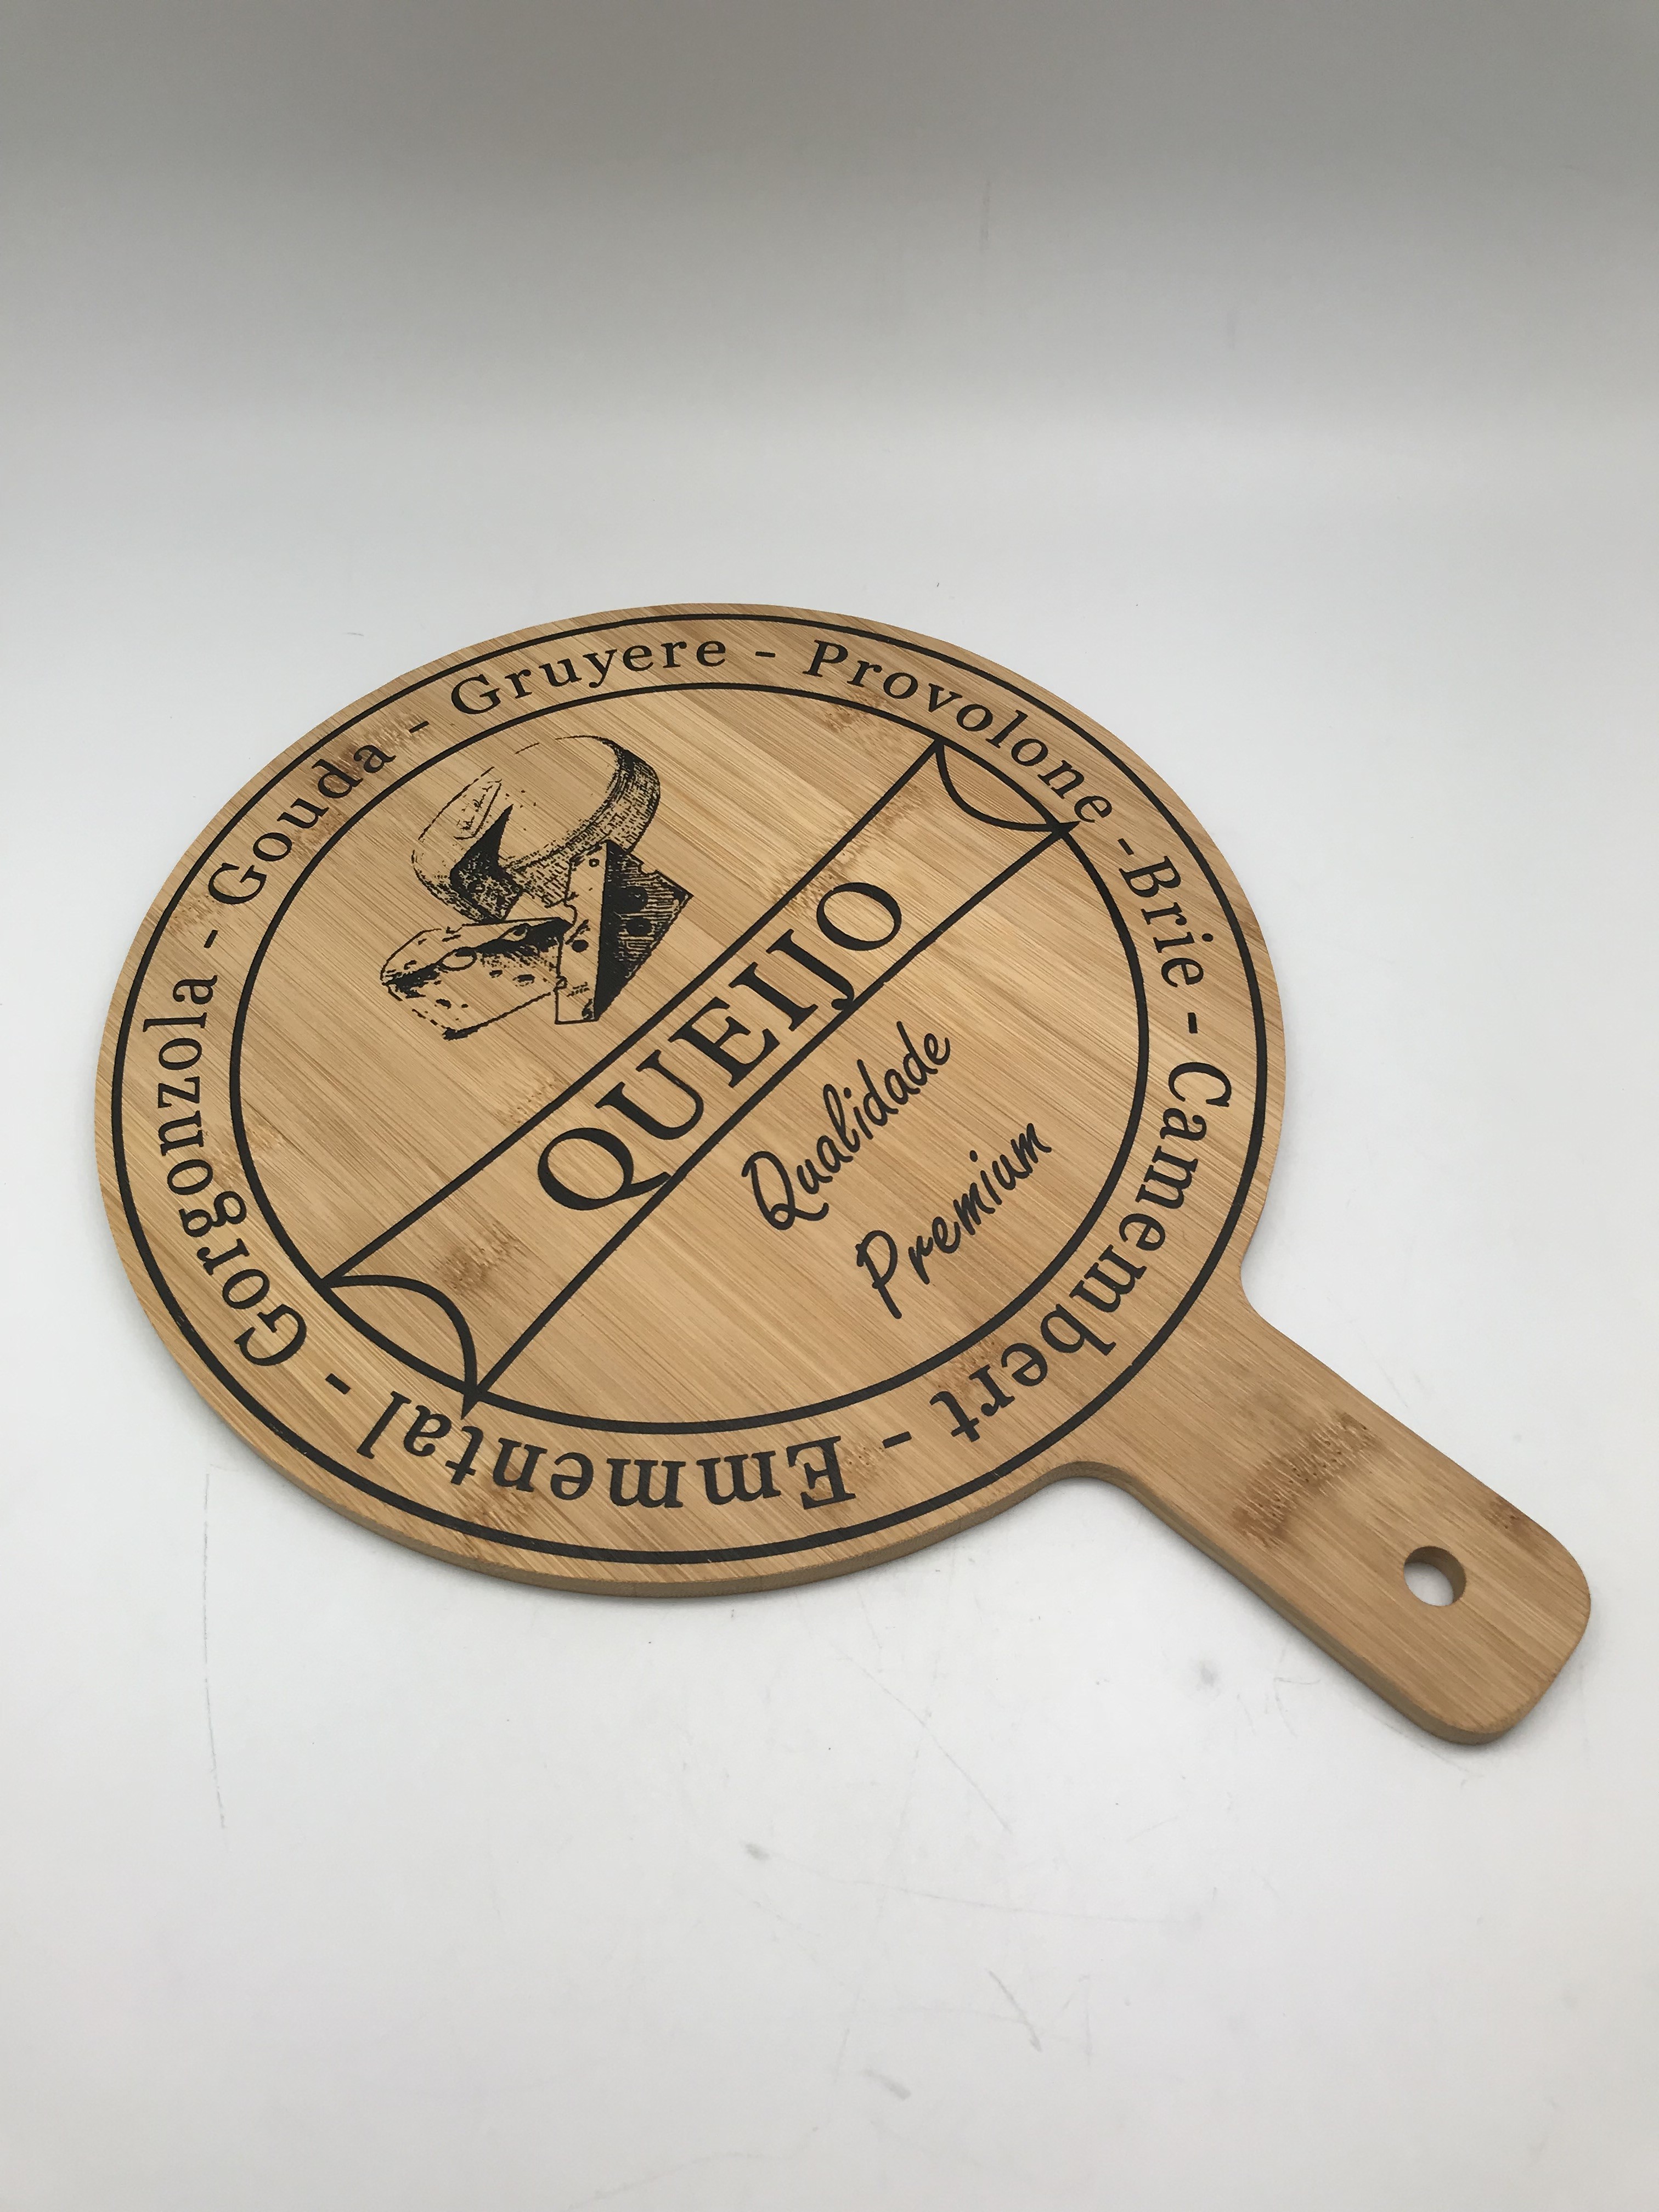 Gorgonzola - Gouda - Gruyere - Provolone - Brie - Camembert - Emmental -
QUEIJO
Qualidade
Premium